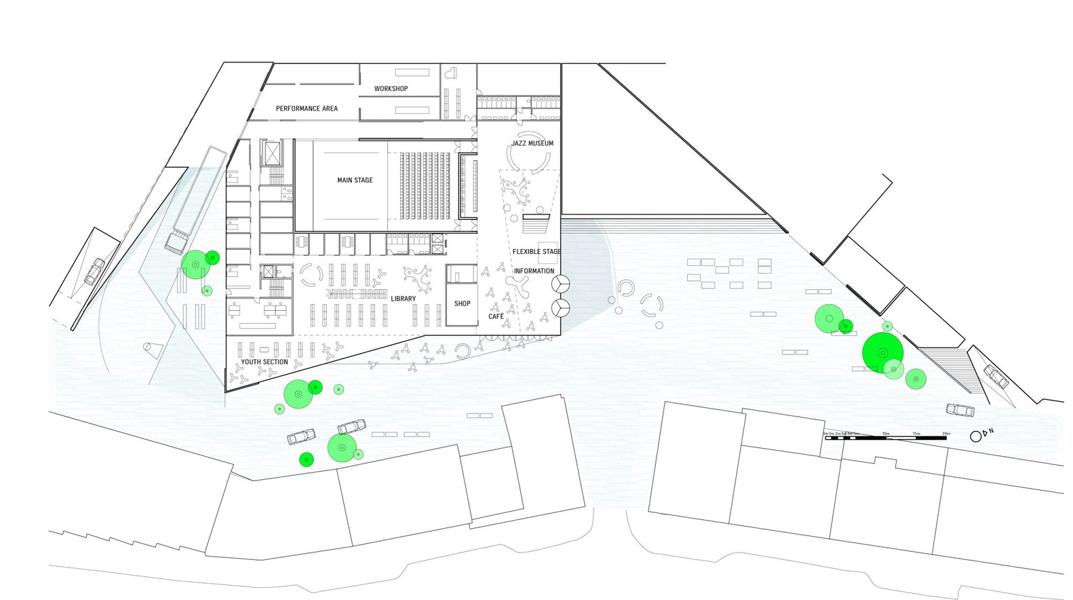 WORKSHOP
PERFORMANCE AREA
JAZZ MUSEUM
MAIN STAGE
FLEXIBLE STAGE
INFORMATION
LIBRARY
SHOP
CAFÉ
YOUTH SECTION
N